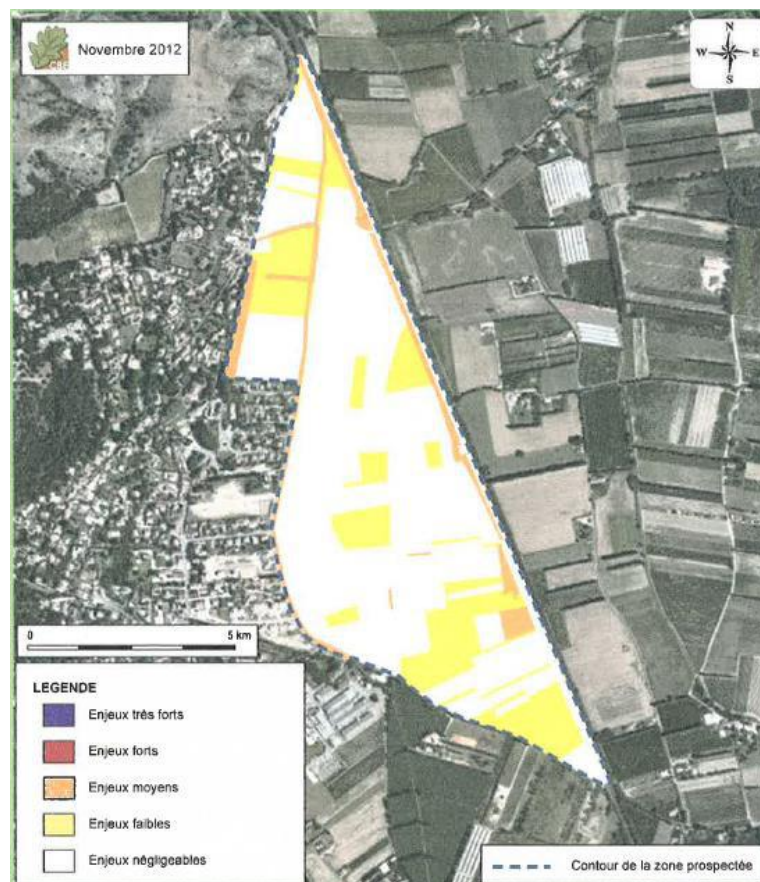 Novembre 2012
N
W E
S
0 5 km
LEGENDE
Enjeux très forts
Enjeux forts
Enjeux moyens
Enjeux faibles
Enjeux négligeables
Contour de la zone prospectée